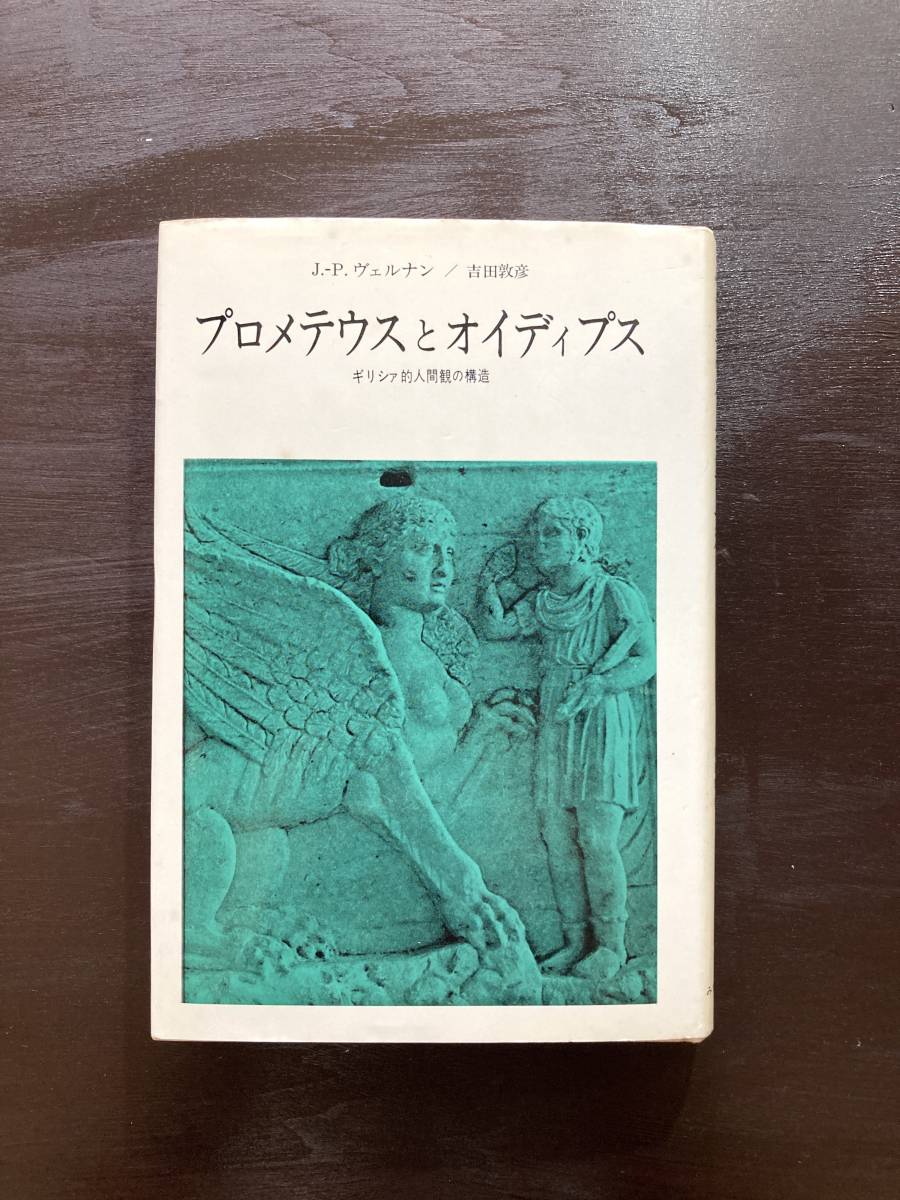 J.-P. ヴェルナン / 吉田敦彦
プロメテウスとオイディプス
ギリシァ的人間観の構造
み